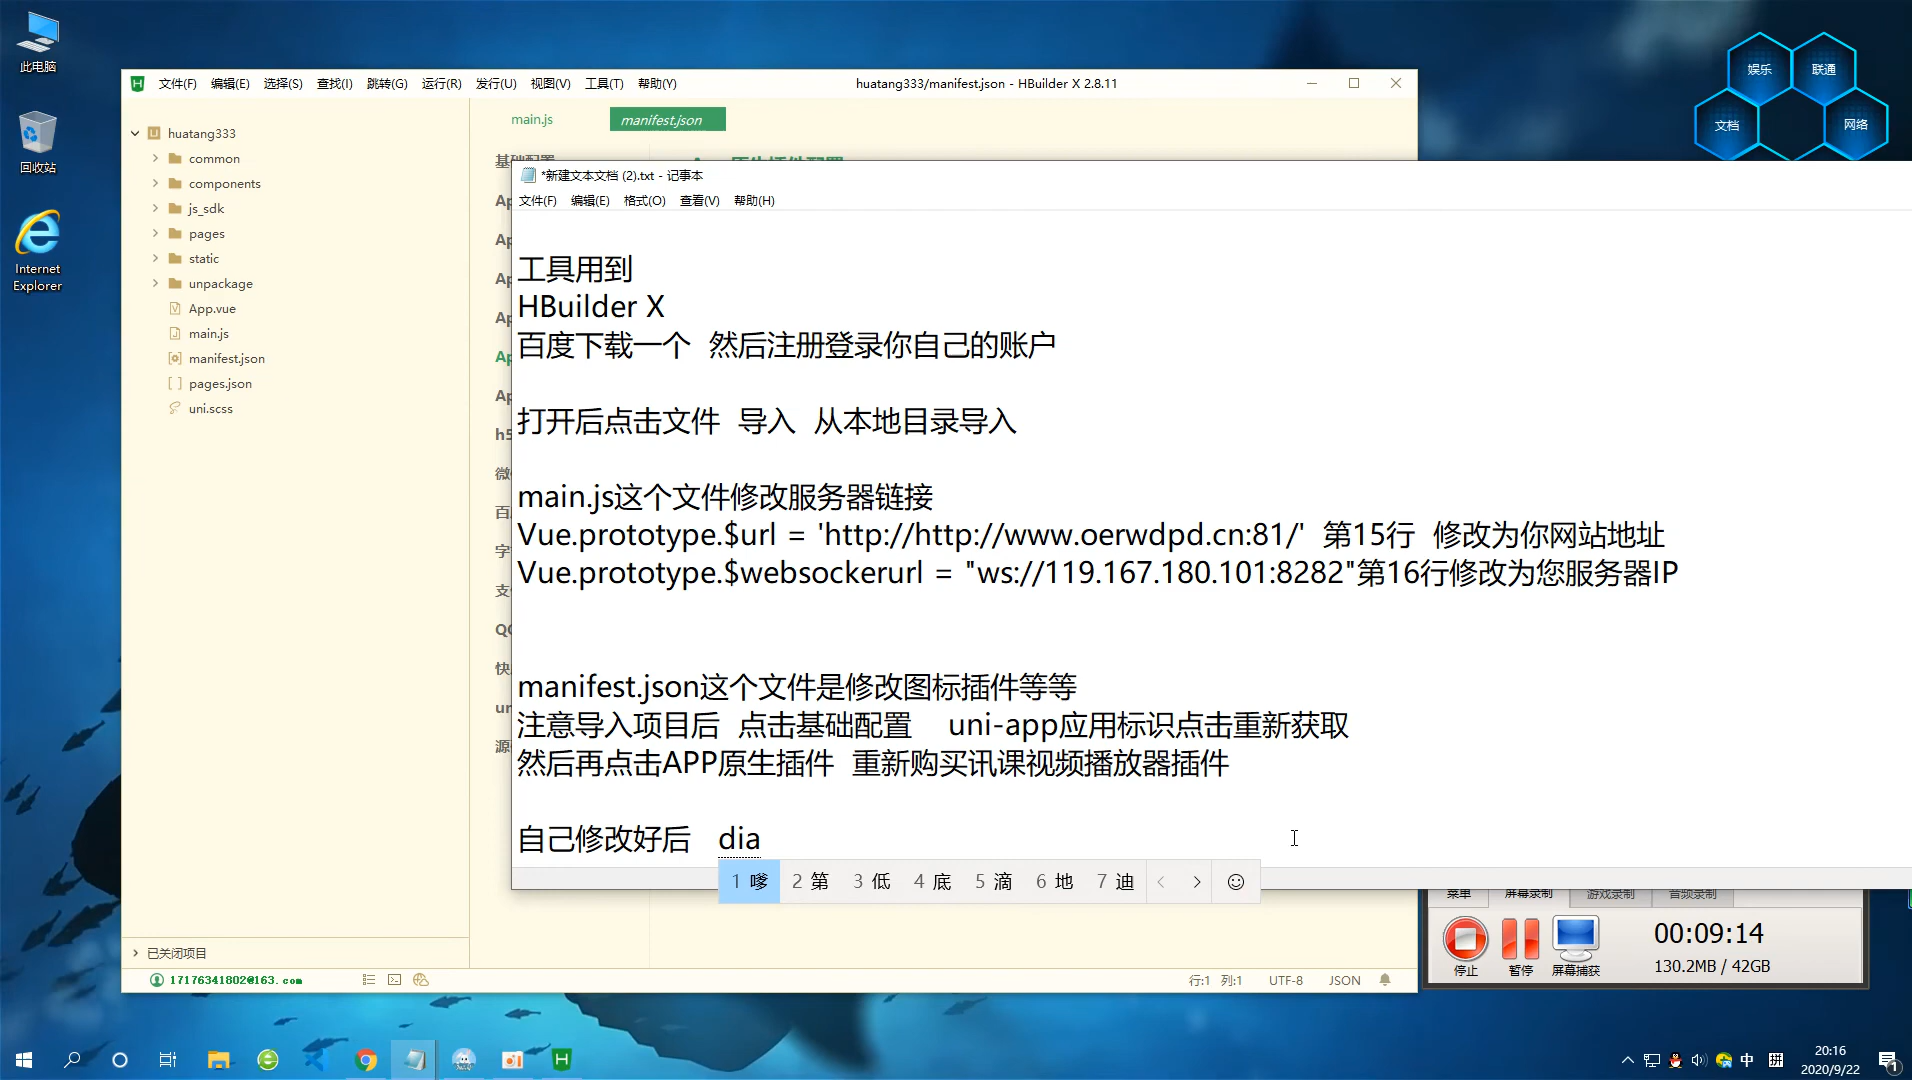 此电脑
回收站
Internet Explorer
娱乐
联通
文档
网络
文件(F) 编辑(E) 选择(S) 查找(I) 跳转(G) 运行(R) 发行(U) 视图(V) 工具(T) 帮助(Y)
huatang333/manifest.json - HBuilder X 2.8.11
main.js
manifest.json
huatang333
common
components
js_sdk
pages
static
unpackage
App.vue
main.js
manifest.json
pages.json
uni.scss
*新建文本文档 (2).txt - 记事本
文件(F) 编辑(E) 格式(O) 查看(V) 帮助(H)
工具用到
HBuilder X
百度下载一个 然后注册登录你自己的账户
打开后点击文件 导入 从本地目录导入
main.js这个文件修改服务器链接
Vue.prototype.$url = 'http://http://www.oerwdpd.cn:81/' 第15行 修改为你网站地址
Vue.prototype.$websockerurl = "ws://119.167.180.101:8282"第16行修改为您服务器IP
manifest.json这个文件是修改图标插件等等
注意导入项目后 点击基础配置 uni-app应用标识点击重新获取
然后再点击APP原生插件 重新购买讯课视频播放器插件
自己修改好后 dia
1 嗲 2 第 3 低 4 底 5 滴 6 地 7 迪
已关闭项目
17176341802@163.com
行:1 列:1 UTF-8 JSON
菜单 屏幕录制 游戏录制 音频录制
停止 暂停 屏幕捕获
00:09:14
130.2MB / 42GB
中
拼
20:16
2020/9/22
1